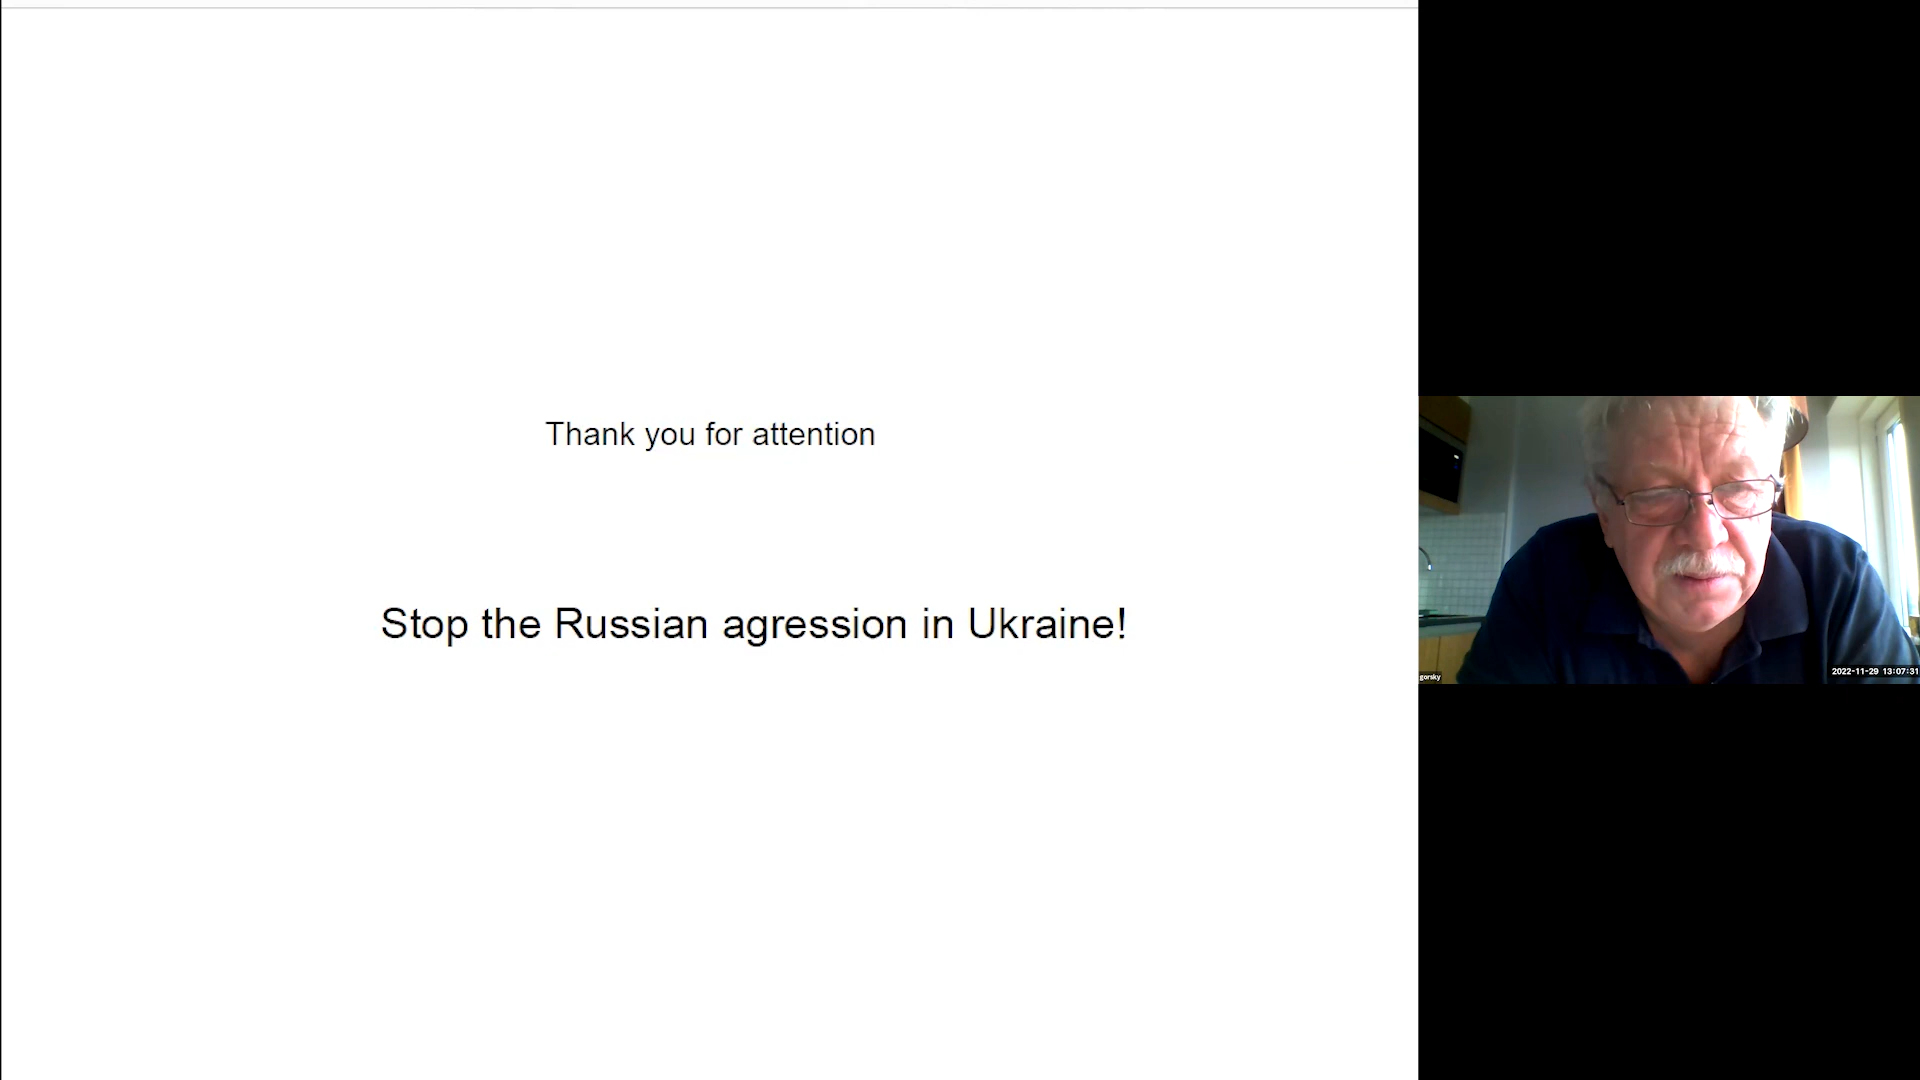 Thank you for attention
Stop the Russian agression in Ukraine!
gorsky
2022-11-29 13:07:31